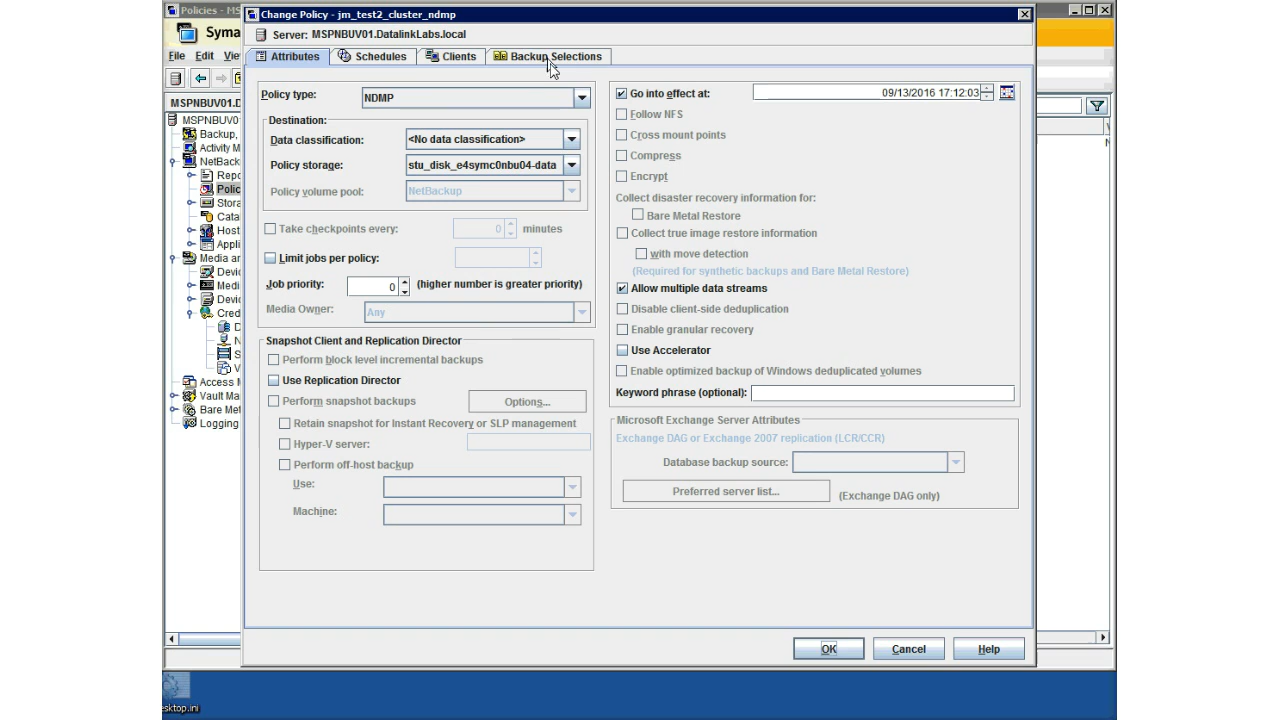 Policies - MS
Change Policy - jm_test2_cluster_ndmp
Syma
Server: MSPNBUV01.DatalinkLabs.local
File Edit Vie
Attributes Schedules Clients Backup Selections
MSPNBUV01.D
MSPNBUV0
Backup,
Activity M
NetBack
Repo
Polic
Stora
Cata
Host
Appli
Media an
Devic
Medi
Devic
Cred
D
N
S
V
Access M
Vault Ma
Bare Met
Logging
Policy type: NDMP
Destination:
Data classification: <No data classification>
Policy storage: stu_disk_e4symc0nbu04-data
Policy volume pool: NetBackup
Take checkpoints every: 0 minutes
Limit jobs per policy:
Job priority: 0 (higher number is greater priority)
Media Owner: Any
Snapshot Client and Replication Director
Perform block level incremental backups
Use Replication Director
Perform snapshot backups Options...
Retain snapshot for Instant Recovery or SLP management
Hyper-V server:
Perform off-host backup
Use:
Machine:
Go into effect at: 09/13/2016 17:12:03
Follow NFS
Cross mount points
Compress
Encrypt
Collect disaster recovery information for:
Bare Metal Restore
Collect true image restore information
with move detection
(Required for synthetic backups and Bare Metal Restore)
Allow multiple data streams
Disable client-side deduplication
Enable granular recovery
Use Accelerator
Enable optimized backup of Windows deduplicated volumes
Keyword phrase (optional):
Microsoft Exchange Server Attributes
Exchange DAG or Exchange 2007 replication (LCR/CCR)
Database backup source:
Preferred server list... (Exchange DAG only)
OK Cancel Help
esktop.ini